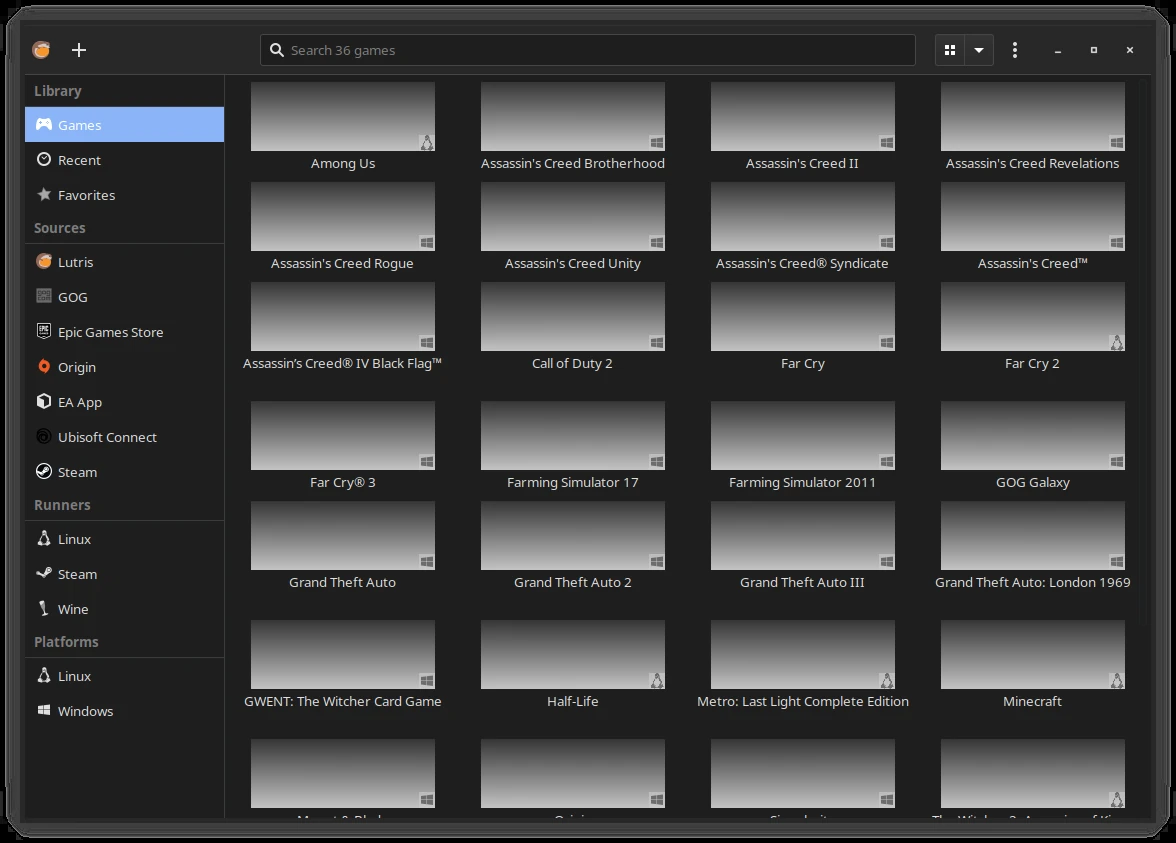 Search 36 games
Library
Games
Recent
Favorites
Sources
Lutris
GOG
Epic Games Store
Origin
EA App
Ubisoft Connect
Steam
Runners
Linux
Steam
Wine
Platforms
Linux
Windows
Among Us
Assassin's Creed Brotherhood
Assassin's Creed II
Assassin's Creed Revelations
Assassin's Creed Rogue
Assassin's Creed Unity
Assassin's Creed® Syndicate
Assassin's Creed™
Assassin’s Creed® IV Black Flag™
Call of Duty 2
Far Cry
Far Cry 2
Far Cry® 3
Farming Simulator 17
Farming Simulator 2011
GOG Galaxy
Grand Theft Auto
Grand Theft Auto 2
Grand Theft Auto III
Grand Theft Auto: London 1969
GWENT: The Witcher Card Game
Half-Life
Metro: Last Light Complete Edition
Minecraft